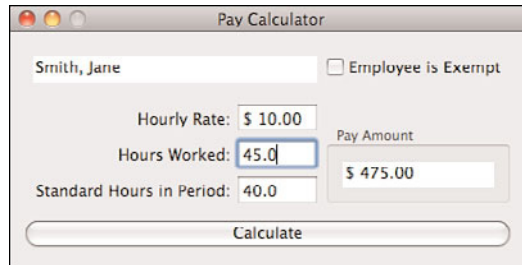 Pay Calculator
Smith, Jane
Employee is Exempt
Hourly Rate: $ 10.00
Hours Worked: 45.0
Pay Amount
$ 475.00
Standard Hours in Period: 40.0
Calculate